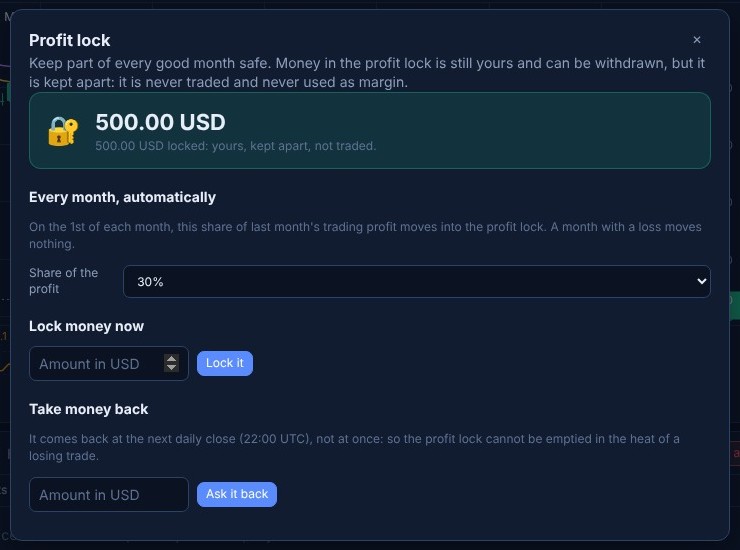 Profit lock
×
Keep part of every good month safe. Money in the profit lock is still yours and can be withdrawn, but it
is kept apart: it is never traded and never used as margin.
500.00 USD
500.00 USD locked: yours, kept apart, not traded.
Every month, automatically
On the 1st of each month, this share of last month's trading profit moves into the profit lock. A month with a loss moves
nothing.
Share of the
profit
30%
Lock money now
Amount in USD
Lock it
Take money back
It comes back at the next daily close (22:00 UTC), not at once: so the profit lock cannot be emptied in the heat of a
losing trade.
Amount in USD
Ask it back